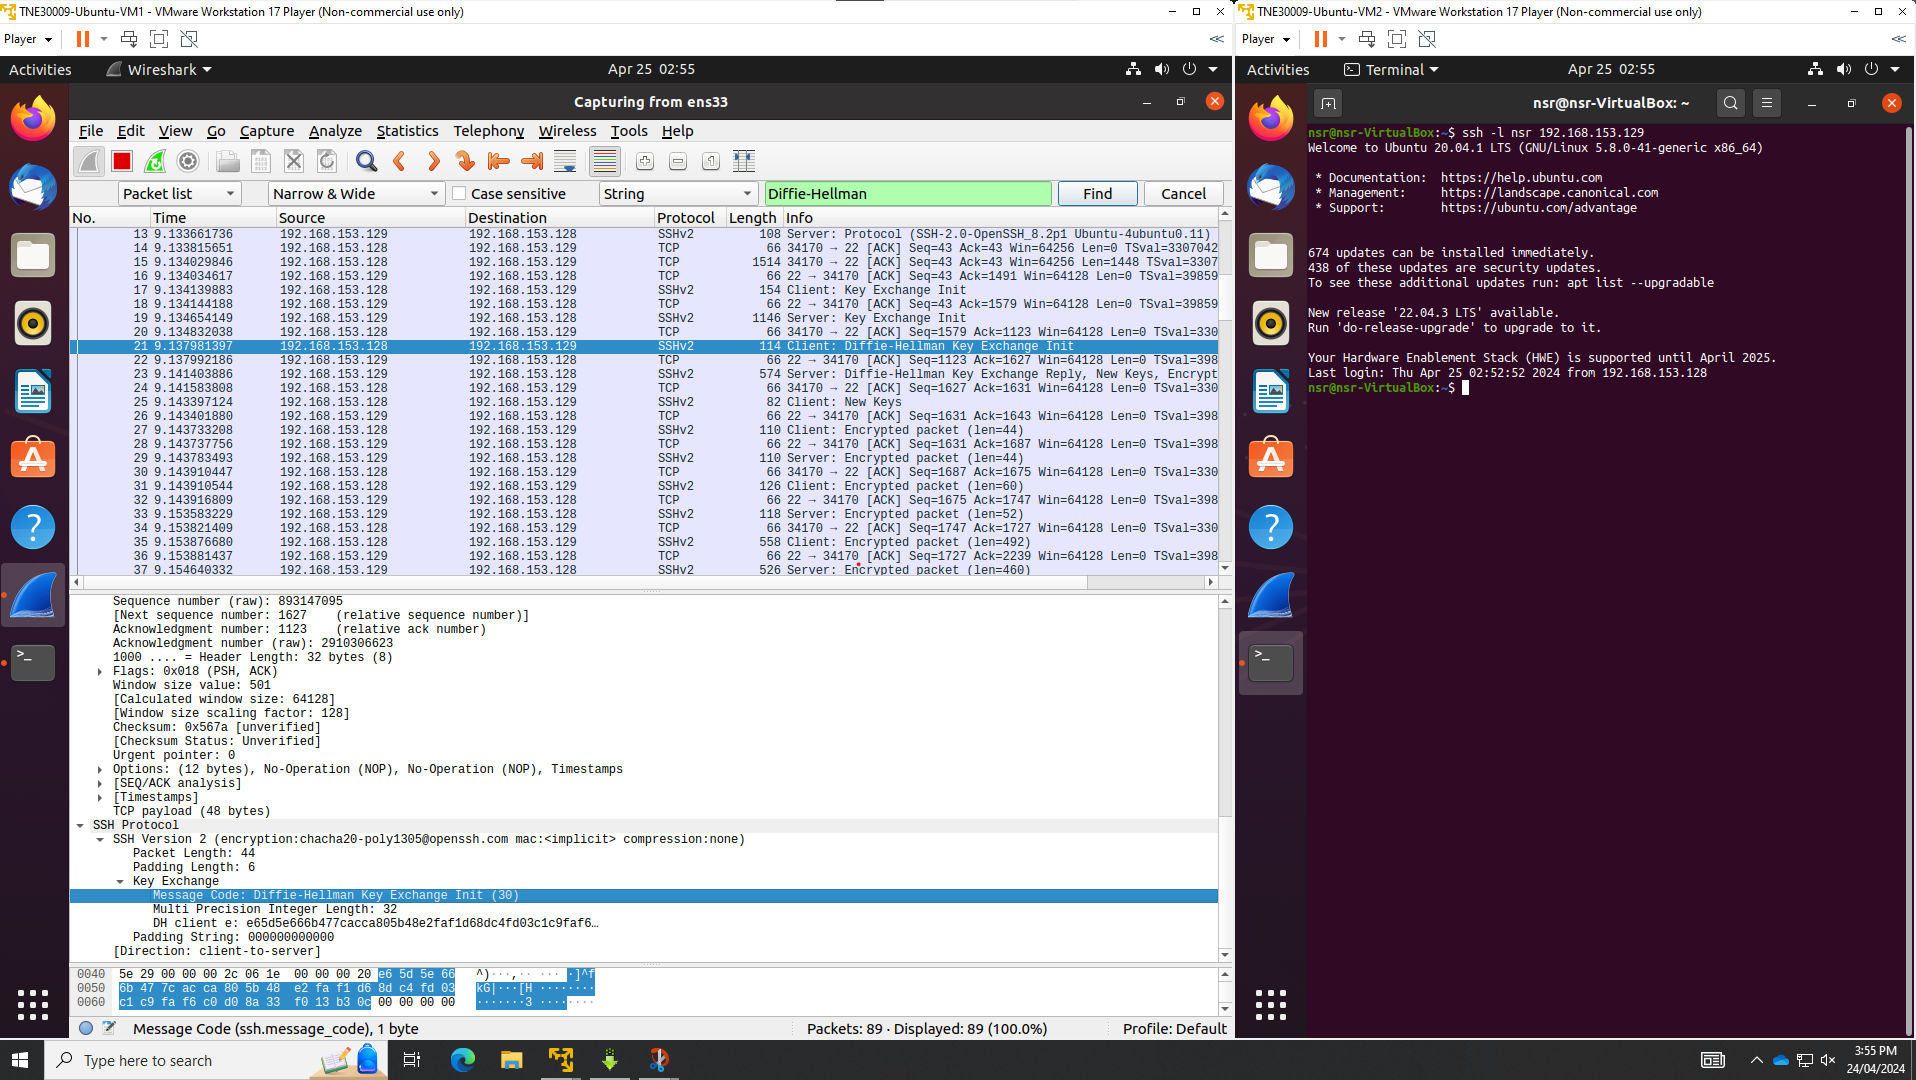 TNE30009-Ubuntu-VM1 - VMware Workstation 17 Player (Non-commercial use only)
Player
Activities
Wireshark
Apr 25 02:55
Capturing from ens33
File Edit View Go Capture Analyze Statistics Telephony Wireless Tools Help
Packet list
Narrow & Wide
Case sensitive
String
Diffie-Hellman
Find
Cancel
No. Time Source Destination Protocol Length Info
13 9.133661736 192.168.153.129 192.168.153.128 SSHv2 108 Server: Protocol (SSH-2.0-OpenSSH_8.2p1 Ubuntu-4ubuntu0.11)
14 9.133815651 192.168.153.128 192.168.153.129 TCP 66 34170 → 22 [ACK] Seq=43 Ack=43 Win=64256 Len=0 TSval=3307042
15 9.134029846 192.168.153.128 192.168.153.129 TCP 1514 34170 → 22 [ACK] Seq=43 Ack=43 Win=64256 Len=1448 TSval=3307
16 9.134034617 192.168.153.129 192.168.153.128 TCP 66 22 → 34170 [ACK] Seq=43 Ack=1491 Win=64128 Len=0 TSval=39859
17 9.134139883 192.168.153.128 192.168.153.129 SSHv2 154 Client: Key Exchange Init
18 9.134144188 192.168.153.129 192.168.153.128 TCP 66 22 → 34170 [ACK] Seq=43 Ack=1579 Win=64128 Len=0 TSval=39859
19 9.134654149 192.168.153.129 192.168.153.128 SSHv2 1146 Server: Key Exchange Init
20 9.134832038 192.168.153.128 192.168.153.129 TCP 66 34170 → 22 [ACK] Seq=1579 Ack=1123 Win=64128 Len=0 TSval=330
21 9.137981397 192.168.153.128 192.168.153.129 SSHv2 114 Client: Diffie-Hellman Key Exchange Init
22 9.137992186 192.168.153.129 192.168.153.128 TCP 66 22 → 34170 [ACK] Seq=1123 Ack=1627 Win=64128 Len=0 TSval=398
23 9.141403886 192.168.153.129 192.168.153.128 SSHv2 574 Server: Diffie-Hellman Key Exchange Reply, New Keys, Encrypt
24 9.141583808 192.168.153.128 192.168.153.129 TCP 66 34170 → 22 [ACK] Seq=1627 Ack=1631 Win=64128 Len=0 TSval=330
25 9.143397124 192.168.153.128 192.168.153.129 SSHv2 82 Client: New Keys
26 9.143401880 192.168.153.129 192.168.153.128 TCP 66 22 → 34170 [ACK] Seq=1631 Ack=1643 Win=64128 Len=0 TSval=398
27 9.143733208 192.168.153.128 192.168.153.129 SSHv2 110 Client: Encrypted packet (len=44)
28 9.143737756 192.168.153.129 192.168.153.128 TCP 66 22 → 34170 [ACK] Seq=1631 Ack=1687 Win=64128 Len=0 TSval=398
29 9.143783493 192.168.153.129 192.168.153.128 SSHv2 110 Server: Encrypted packet (len=44)
30 9.143910447 192.168.153.128 192.168.153.129 TCP 66 34170 → 22 [ACK] Seq=1687 Ack=1675 Win=64128 Len=0 TSval=330
31 9.143910544 192.168.153.128 192.168.153.129 SSHv2 126 Client: Encrypted packet (len=60)
32 9.143916809 192.168.153.129 192.168.153.128 TCP 66 22 → 34170 [ACK] Seq=1675 Ack=1747 Win=64128 Len=0 TSval=398
33 9.153583229 192.168.153.129 192.168.153.128 SSHv2 118 Server: Encrypted packet (len=52)
34 9.153821409 192.168.153.128 192.168.153.129 TCP 66 34170 → 22 [ACK] Seq=1747 Ack=1727 Win=64128 Len=0 TSval=330
35 9.153876680 192.168.153.128 192.168.153.129 SSHv2 558 Client: Encrypted packet (len=492)
36 9.153881437 192.168.153.129 192.168.153.128 TCP 66 22 → 34170 [ACK] Seq=1727 Ack=2239 Win=64128 Len=0 TSval=398
37 9.154640332 192.168.153.129 192.168.153.128 SSHv2 526 Server: Encrypted packet (len=460)
Sequence number (raw): 893147095
[Next sequence number: 1627 (relative sequence number)]
Acknowledgment number: 1123 (relative ack number)
Acknowledgment number (raw): 2910306623
1000 .... = Header Length: 32 bytes (8)
Flags: 0x018 (PSH, ACK)
Window size value: 501
[Calculated window size: 64128]
[Window size scaling factor: 128]
Checksum: 0x567a [unverified]
[Checksum Status: Unverified]
Urgent pointer: 0
Options: (12 bytes), No-Operation (NOP), No-Operation (NOP), Timestamps
[SEQ/ACK analysis]
[Timestamps]
TCP payload (48 bytes)
SSH Protocol
SSH Version 2 (encryption:chacha20-poly1305@openssh.com mac:<implicit> compression:none)
Packet Length: 44
Padding Length: 6
Key Exchange
Message Code: Diffie-Hellman Key Exchange Init (30)
Multi Precision Integer Length: 32
DH client e: e65d5e666b477cacca805b48e2faf1d68dc4fd03c1c9faf6…
Padding String: 000000000000
[Direction: client-to-server]
0040 5e 29 00 00 00 2c 06 1e 00 00 00 20 e6 5d 5e 66 ^)···,·· ··· ·]^f
0050 6b 47 7c ac ca 80 5b 48 e2 fa f1 d6 8d c4 fd 03 kG|···[H ········
0060 c1 c9 fa f6 c0 d0 8a 33 f0 13 b3 0c 00 00 00 00 ·······3 ········
Message Code (ssh.message_code), 1 byte
Packets: 89 · Displayed: 89 (100.0%)
Profile: Default
TNE30009-Ubuntu-VM2 - VMware Workstation 17 Player (Non-commercial use only)
Player
Activities
Terminal
Apr 25 02:55
nsr@nsr-VirtualBox: ~
nsr@nsr-VirtualBox:~$ ssh -l nsr 192.168.153.129
Welcome to Ubuntu 20.04.1 LTS (GNU/Linux 5.8.0-41-generic x86_64)
* Documentation: https://help.ubuntu.com
* Management: https://landscape.canonical.com
* Support: https://ubuntu.com/advantage
674 updates can be installed immediately.
438 of these updates are security updates.
To see these additional updates run: apt list --upgradable
New release '22.04.3 LTS' available.
Run 'do-release-upgrade' to upgrade to it.
Your Hardware Enablement Stack (HWE) is supported until April 2025.
Last login: Thu Apr 25 02:52:52 2024 from 192.168.153.128
nsr@nsr-VirtualBox:~$
Type here to search
3:55 PM
24/04/2024